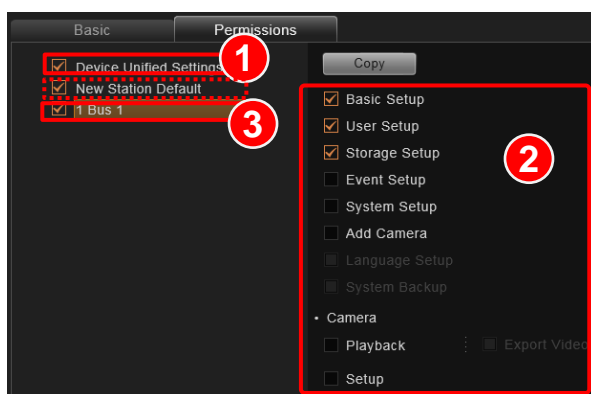 Basic Permissions
Device Unified Settings 1
New Station Default
1 Bus 1
3
Copy
Basic Setup
User Setup
Storage Setup
2
Event Setup
System Setup
Add Camera
Language Setup
System Backup
• Camera
Playback Export Video
Setup